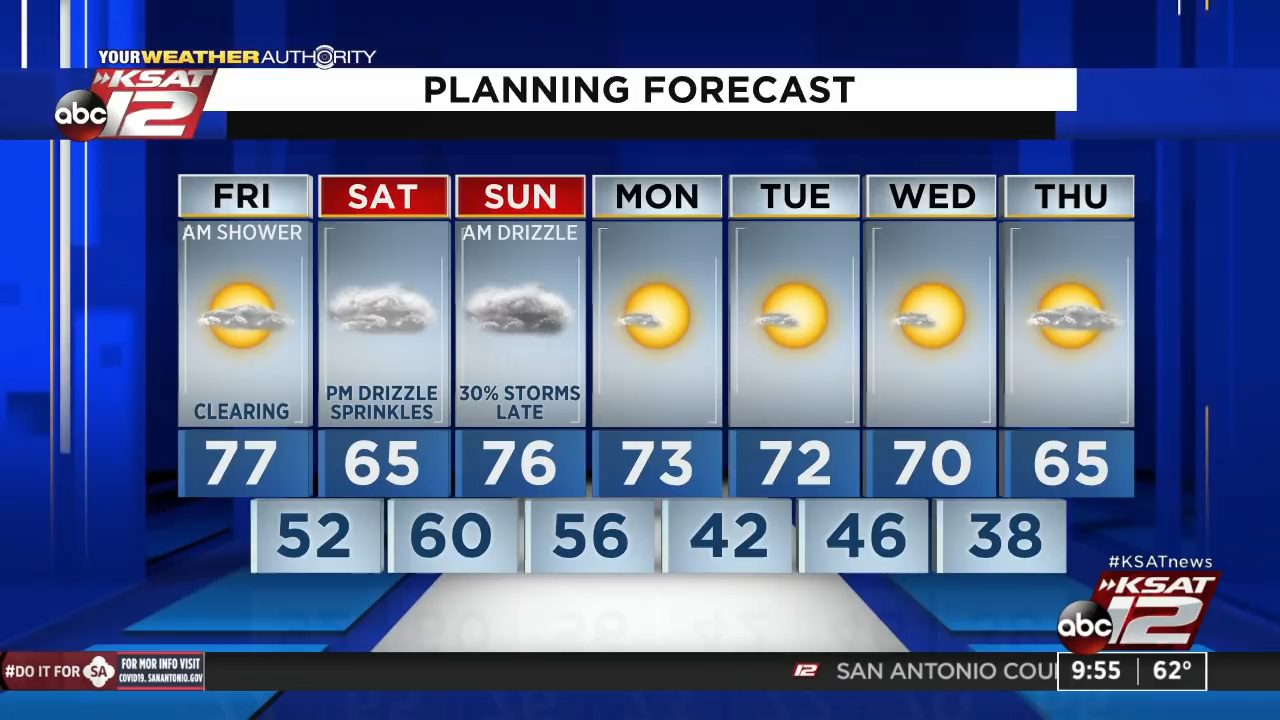 YOURWEATHERAUTHORITY
KSAT
abc 12
PLANNING FORECAST
FRI SAT SUN MON TUE WED THU
AM SHOWER AM DRIZZLE
CLEARING PM DRIZZLE SPRINKLES 30% STORMS LATE
77 65 76 73 72 70 65
52 60 56 42 46 38
#KSATnews
KSAT
abc 12
#DO IT FOR SA
FOR MOR INFO VISIT
COVID19.SANANTONIO.GOV
12 SAN ANTONIO COU
9:55 62°